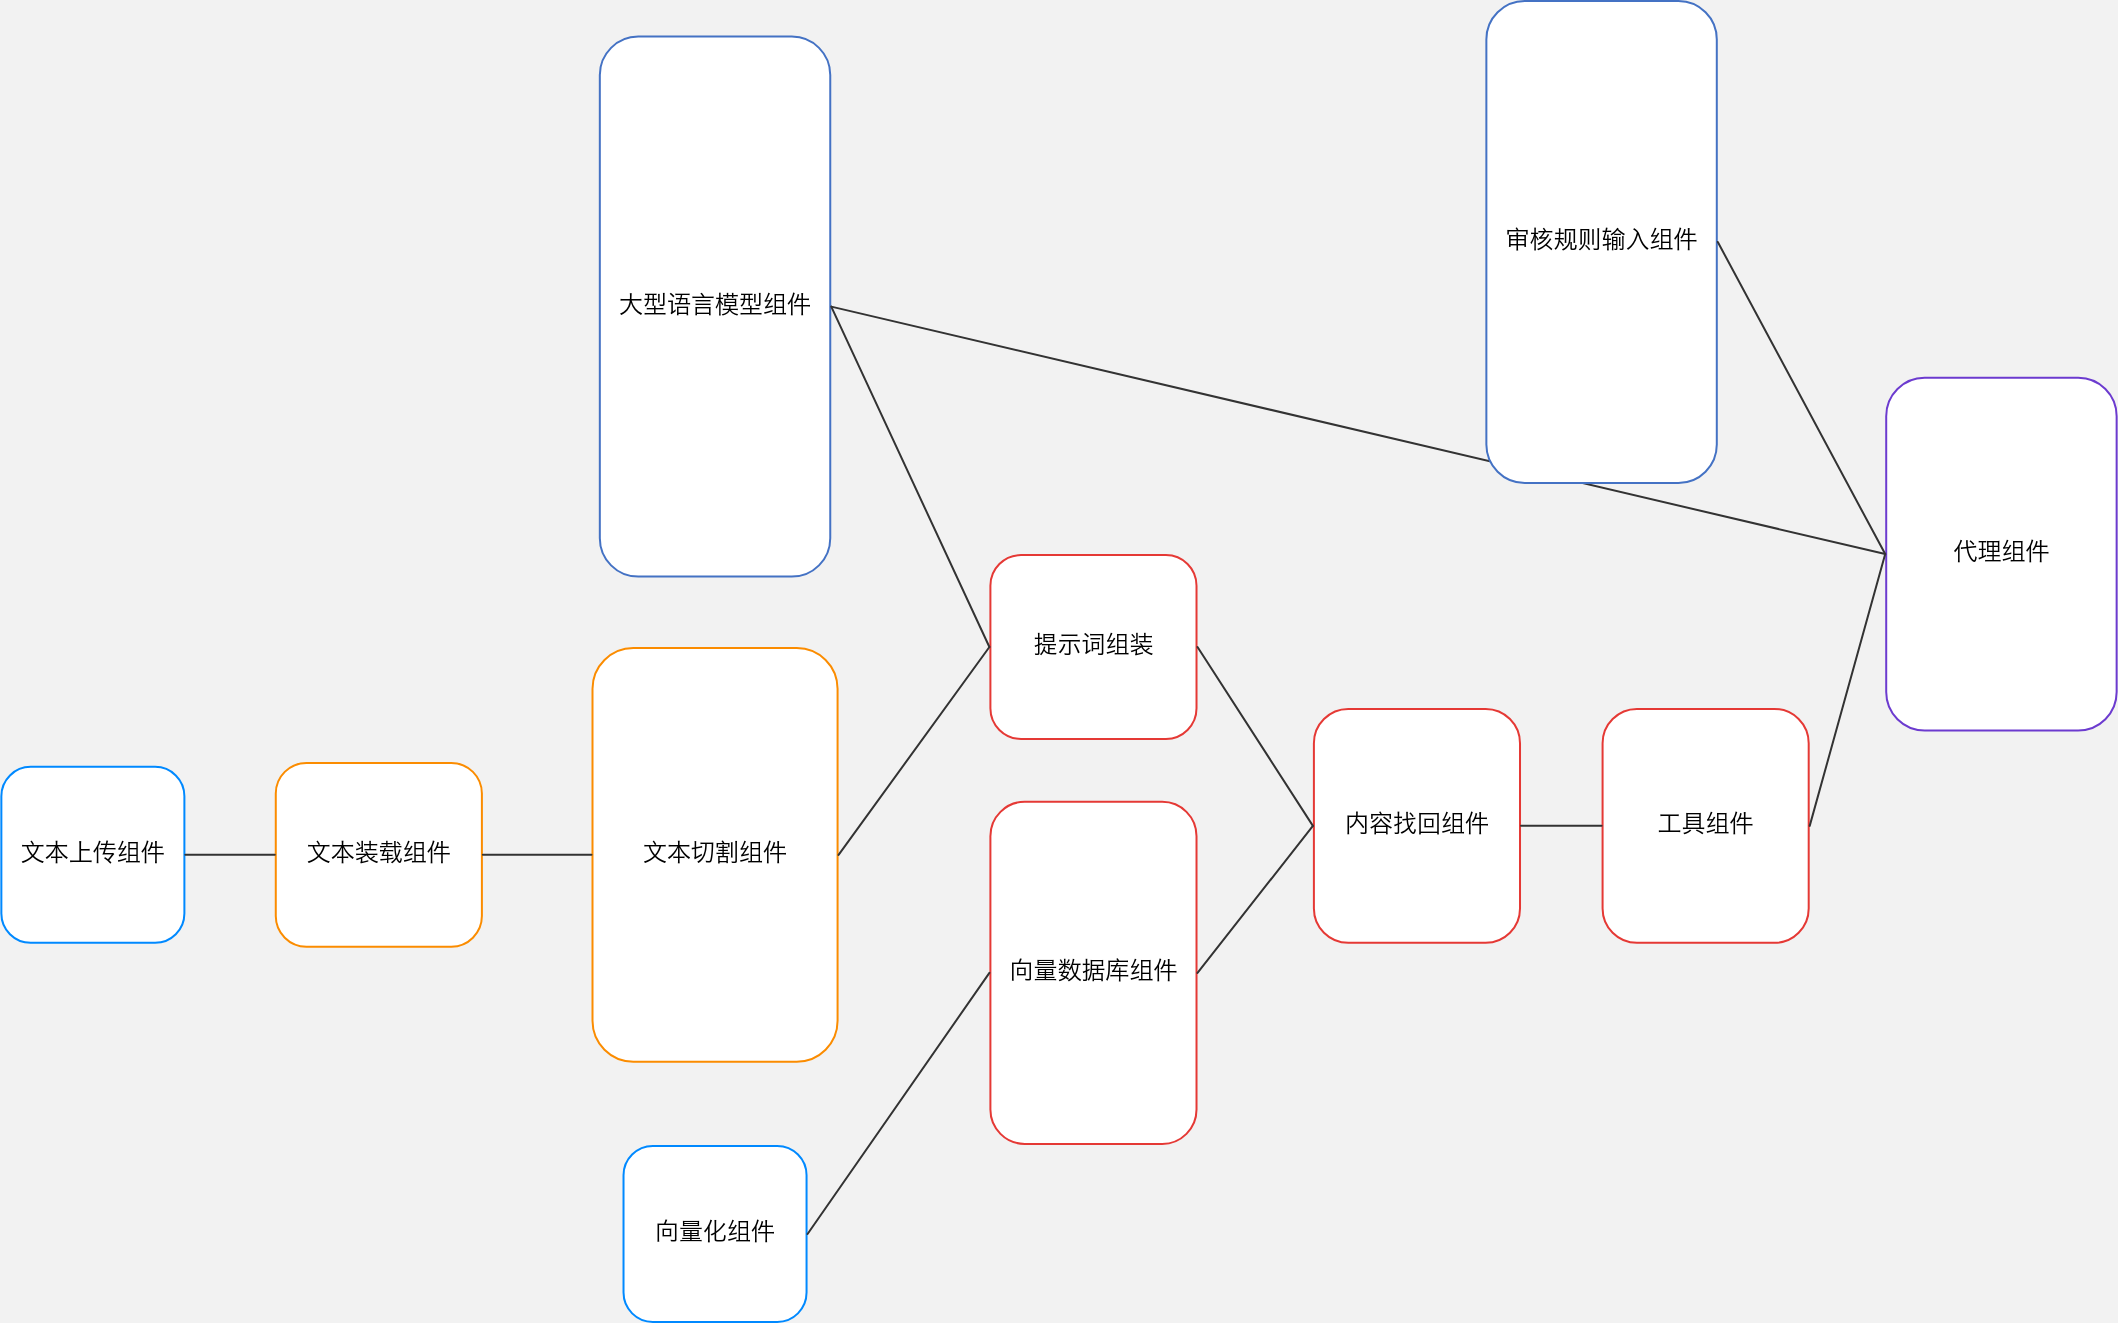 审核规则输入组件
大型语言模型组件
代理组件
提示词组装
内容找回组件
工具组件
文本上传组件
文本装载组件
文本切割组件
向量数据库组件
向量化组件